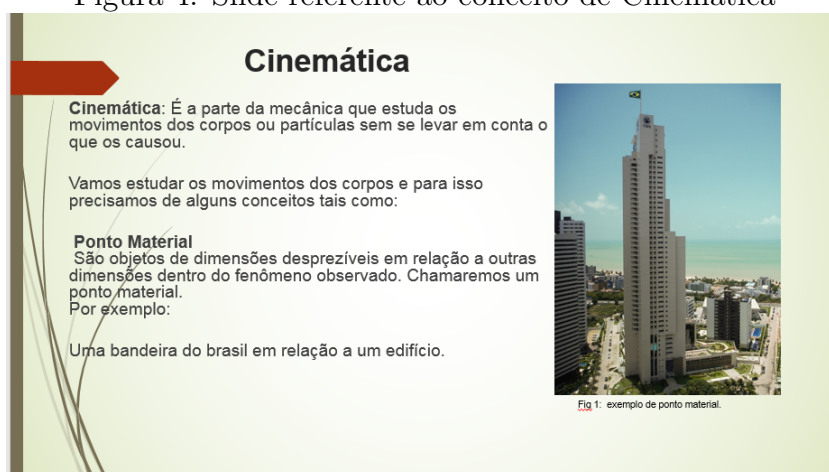 Figura 4: Slide referente ao conceito de Cinemática
Cinemática
Cinemática: É a parte da mecânica que estuda os
movimentos dos corpos ou partículas sem se levar em conta o
que os causou.
Vamos estudar os movimentos dos corpos e para isso
precisamos de alguns conceitos tais como:
Ponto Material
São objetos de dimensões desprezíveis em relação a outras
dimensões dentro do fenômeno observado. Chamaremos um
ponto material.
Por exemplo:
Uma bandeira do brasil em relação a um edifício.
Fig 1: exemplo de ponto material.